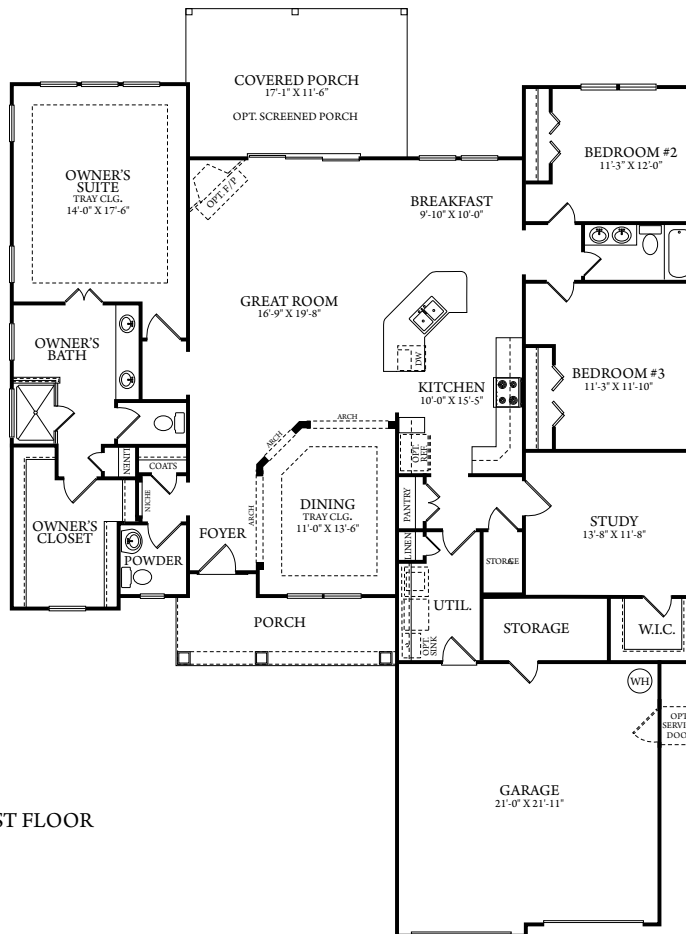 COVERED PORCH
17'-1" X 11'-6"
OPT. SCREENED PORCH
OWNER'S
SUITE
TRAY CLG.
14'-0" X 17'-6"
OPT. F/P
BREAKFAST
9'-10" X 10'-0"
BEDROOM #2
11'-3" X 12'-0"
GREAT ROOM
16'-9" X 19'-8"
OWNER'S
BATH
DW
KITCHEN
10'-0" X 15'-5"
BEDROOM #3
11'-3" X 11'-10"
ARCH
ARCH
ARCH
OPT.
REF.
LINEN
COATS
NICHE
OWNER'S
CLOSET
POWDER
FOYER
DINING
TRAY CLG.
11'-0" X 13'-6"
PANTRY
LINEN
STORAGE
STUDY
13'-8" X 11'-8"
PORCH
UTIL.
OPT.
SINK
STORAGE
W.I.C.
WH
OPT
SERVI
DOO
GARAGE
21'-0" X 21'-11"
ST FLOOR